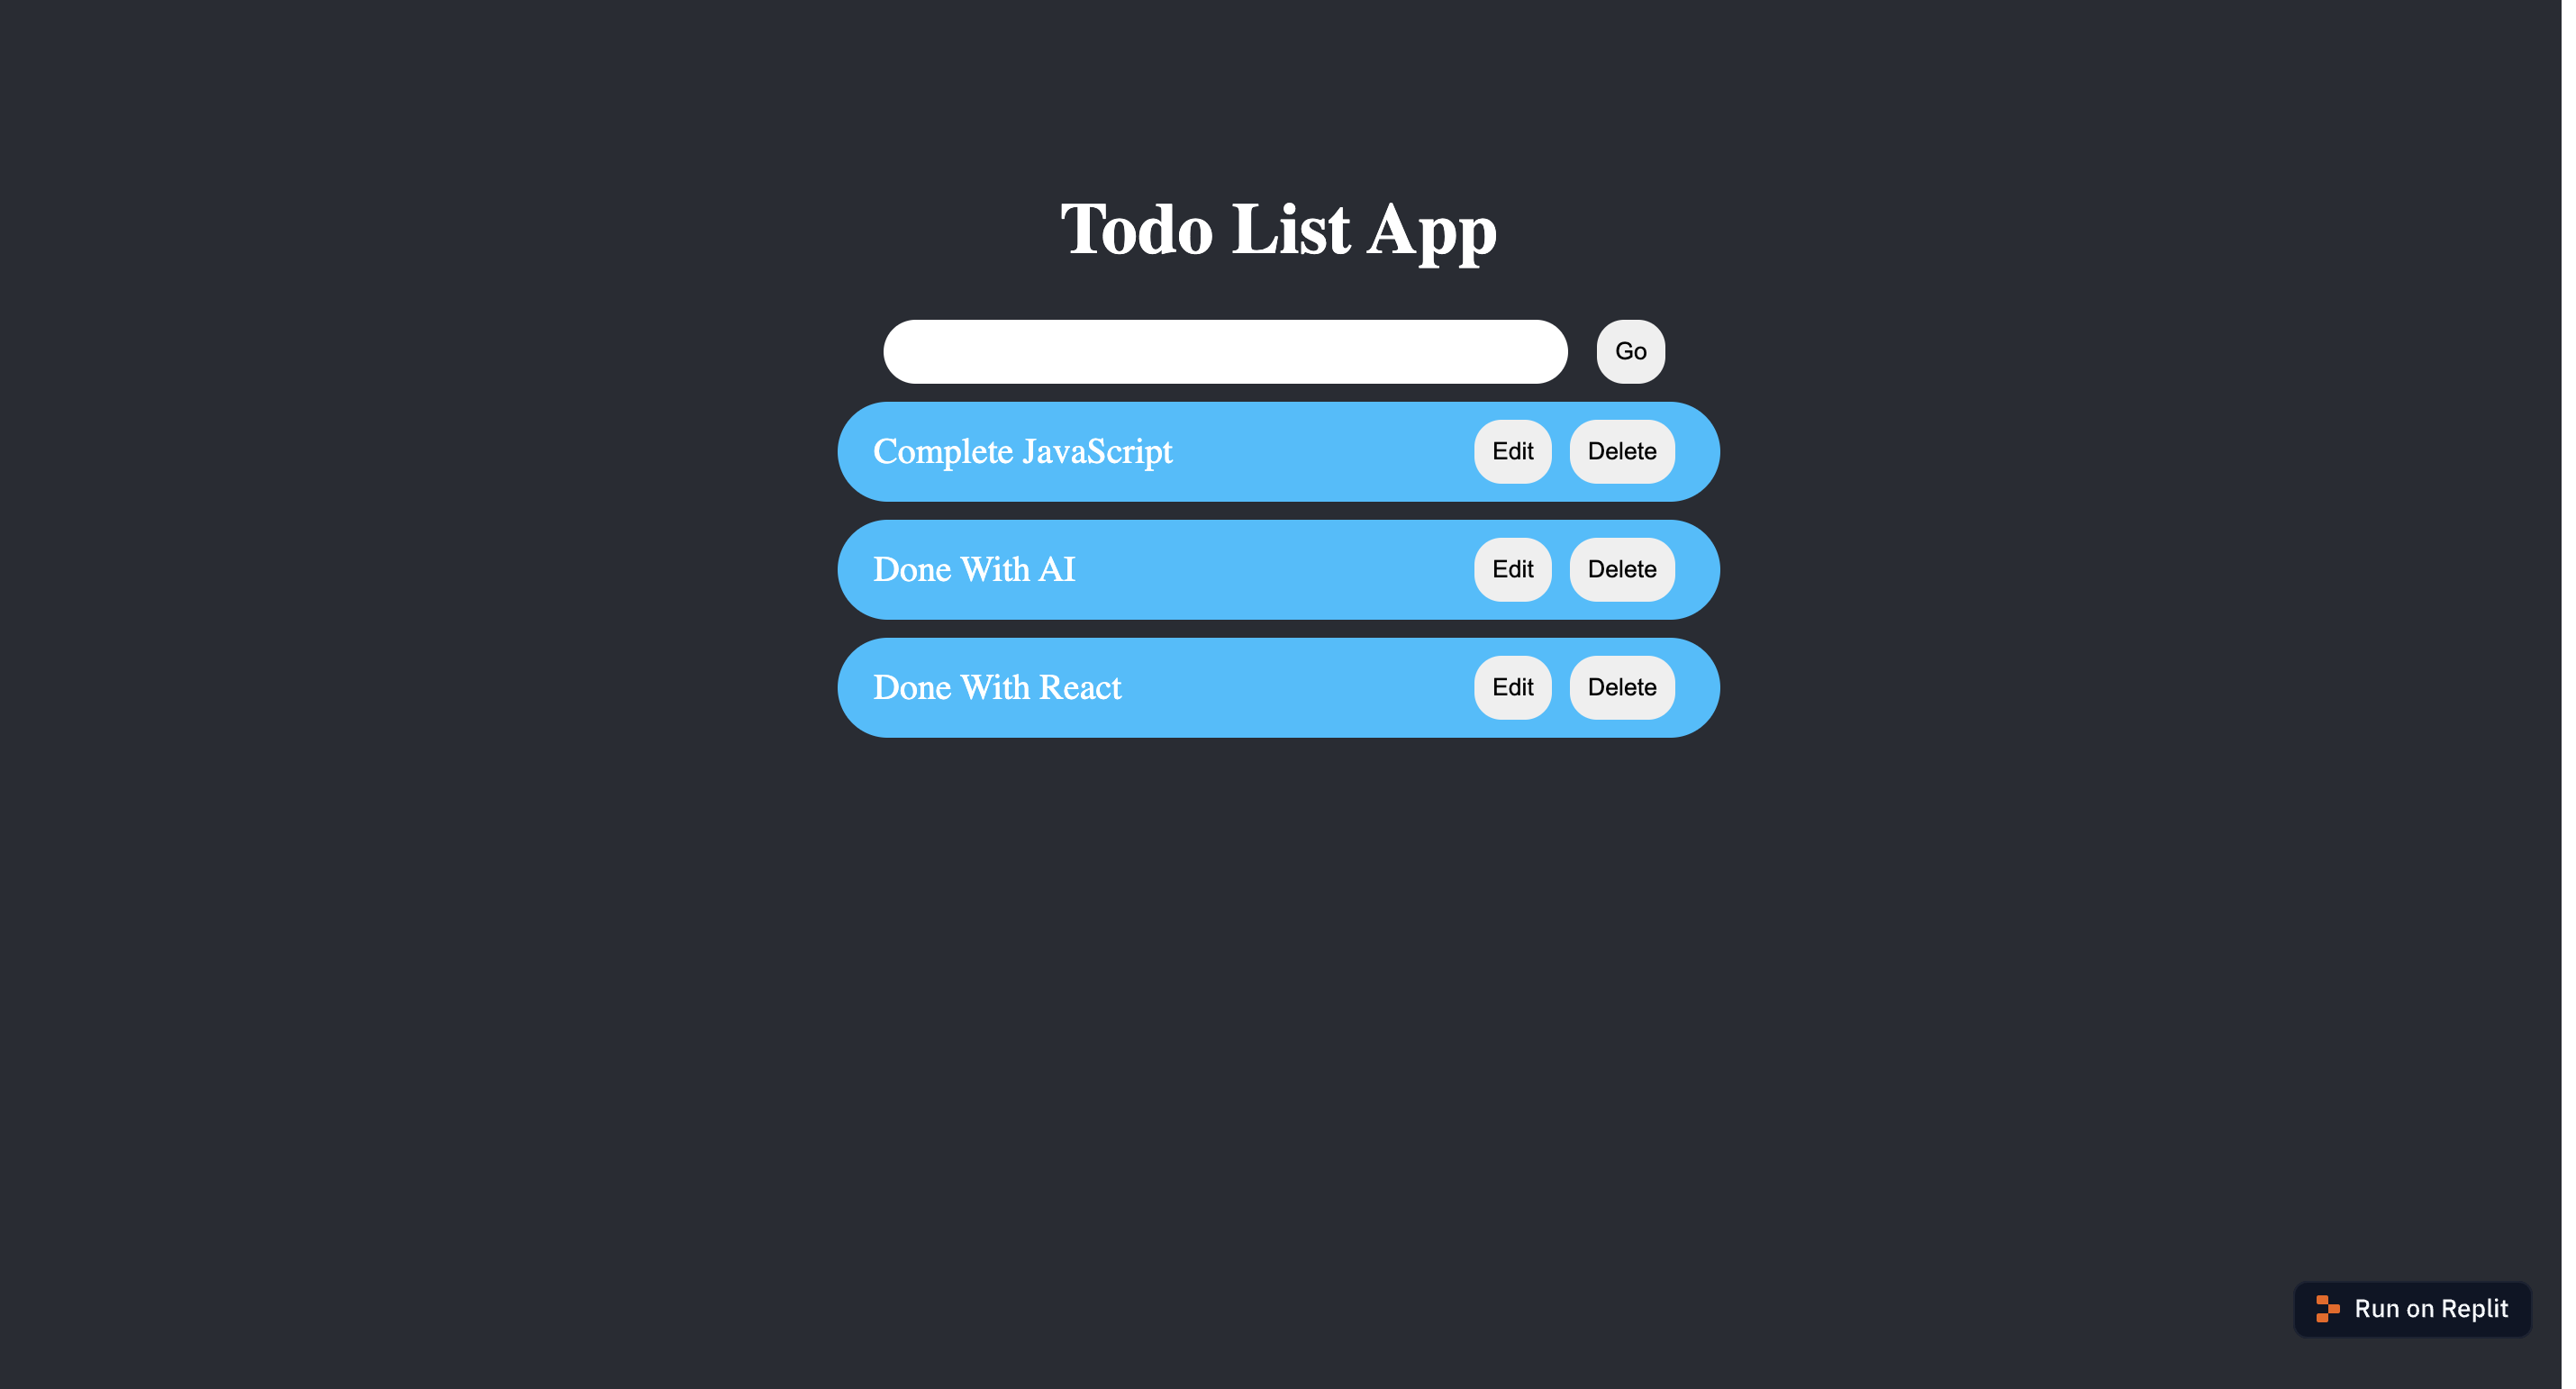 Todo List App
Go
Complete JavaScript Edit Delete
Done With AI Edit Delete
Done With React Edit Delete
Run on Replit